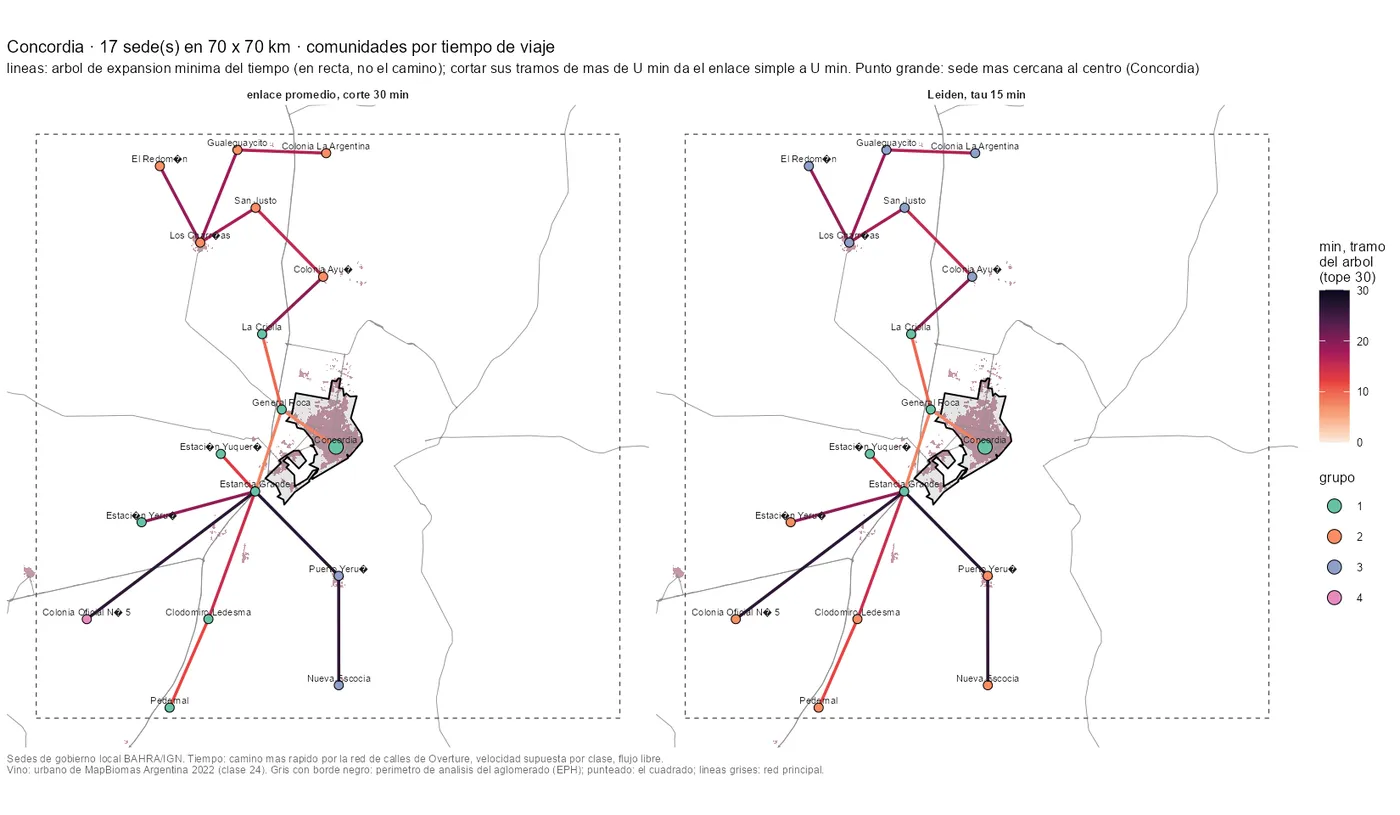 Concordia · 17 sede(s) en 70 x 70 km · comunidades por tiempo de viaje
lineas: arbol de expansion minima del tiempo (en recta, no el camino); cortar sus tramos de mas de U min da el enlace simple a U min. Punto grande: sede mas cercana al centro (Concordia)
enlace promedio, corte 30 min
Gualeguaycito
Colonia La Argentina
El Redom�n
San Justo
Los Charr�as
Colonia Ayu�
La Criolla
General Roca
Concordia
Estaci�n Yuquer�
Estancia Grande
Estaci�n Yeru�
Puerto Yeru�
Colonia Oficial N� 5
Clodomiro Ledesma
Nueva Escocia
Pedernal
Leiden, tau 15 min
Gualeguaycito
Colonia La Argentina
El Redom�n
San Justo
Los Charr�as
Colonia Ayu�
La Criolla
General Roca
Concordia
Estaci�n Yuquer�
Estancia Grande
Estaci�n Yeru�
Puerto Yeru�
Colonia Oficial N� 5
Clodomiro Ledesma
Nueva Escocia
Pedernal
min, tramo
del arbol
(tope 30)
30
20
10
0
grupo
1
2
3
4
Sedes de gobierno local BAHRA/IGN. Tiempo: camino mas rapido por la red de calles de Overture, velocidad supuesta por clase, flujo libre.
Vino: urbano de MapBiomas Argentina 2022 (clase 24). Gris con borde negro: perimetro de analisis del aglomerado (EPH); punteado: el cuadrado; lineas grises: red principal.